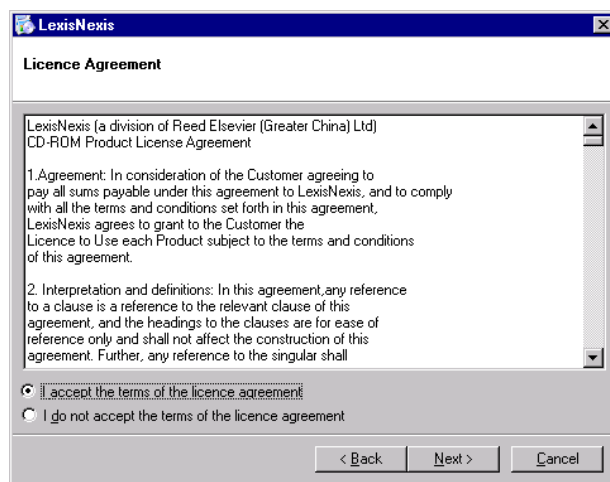 LexisNexis
Licence Agreement
LexisNexis (a division of Reed Elsevier (Greater China) Ltd)
CD-ROM Product License Agreement
1.Agreement: In consideration of the Customer agreeing to
pay all sums payable under this agreement to LexisNexis, and to comply
with all the terms and conditions set forth in this agreement,
LexisNexis agrees to grant to the Customer the
Licence to Use each Product subject to the terms and conditions
of this agreement.
2. Interpretation and definitions: In this agreement,any reference
to a clause is a reference to the relevant clause of this
agreement, and the headings to the clauses are for ease of
reference only and shall not affect the construction of this
agreement. Further, any reference to the singular shall
I accept the terms of the licence agreement
I do not accept the terms of the licence agreement
< Back Next > Cancel